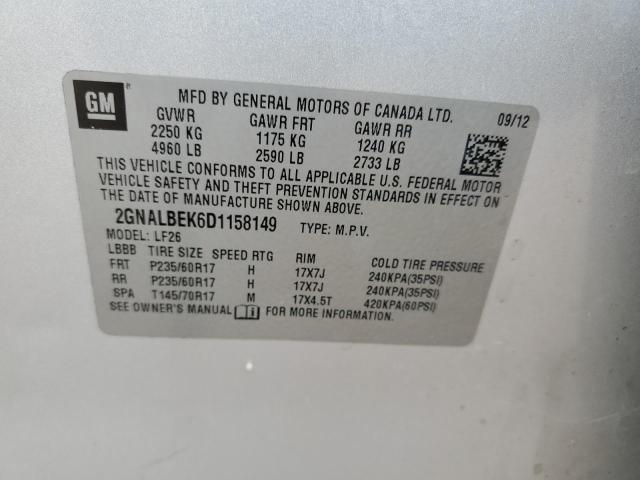 GM
MFD BY GENERAL MOTORS OF CANADA LTD. 09/12
GVWR GAWR FRT GAWR RR
2250 KG 1175 KG 1240 KG
4960 LB 2590 LB 2733 LB
THIS VEHICLE CONFORMS TO ALL APPLICABLE U.S. FEDERAL MOTOR
VEHICLE SAFETY AND THEFT PREVENTION STANDARDS IN EFFECT ON
THE DATE OF MANUFACTURE SHOWN ABOVE.
2GNALBEK6D1158149 TYPE: M.P.V.
MODEL: LF26
LBBB TIRE SIZE SPEED RTG RIM COLD TIRE PRESSURE
FRT P235/60R17 H 17X7J 240KPA(35PSI)
RR P235/60R17 H 17X7J 240KPA(35PSI)
SPA T145/70R17 M 17X4.5T 420KPA(60PSI)
SEE OWNER'S MANUAL FOR MORE INFORMATION.